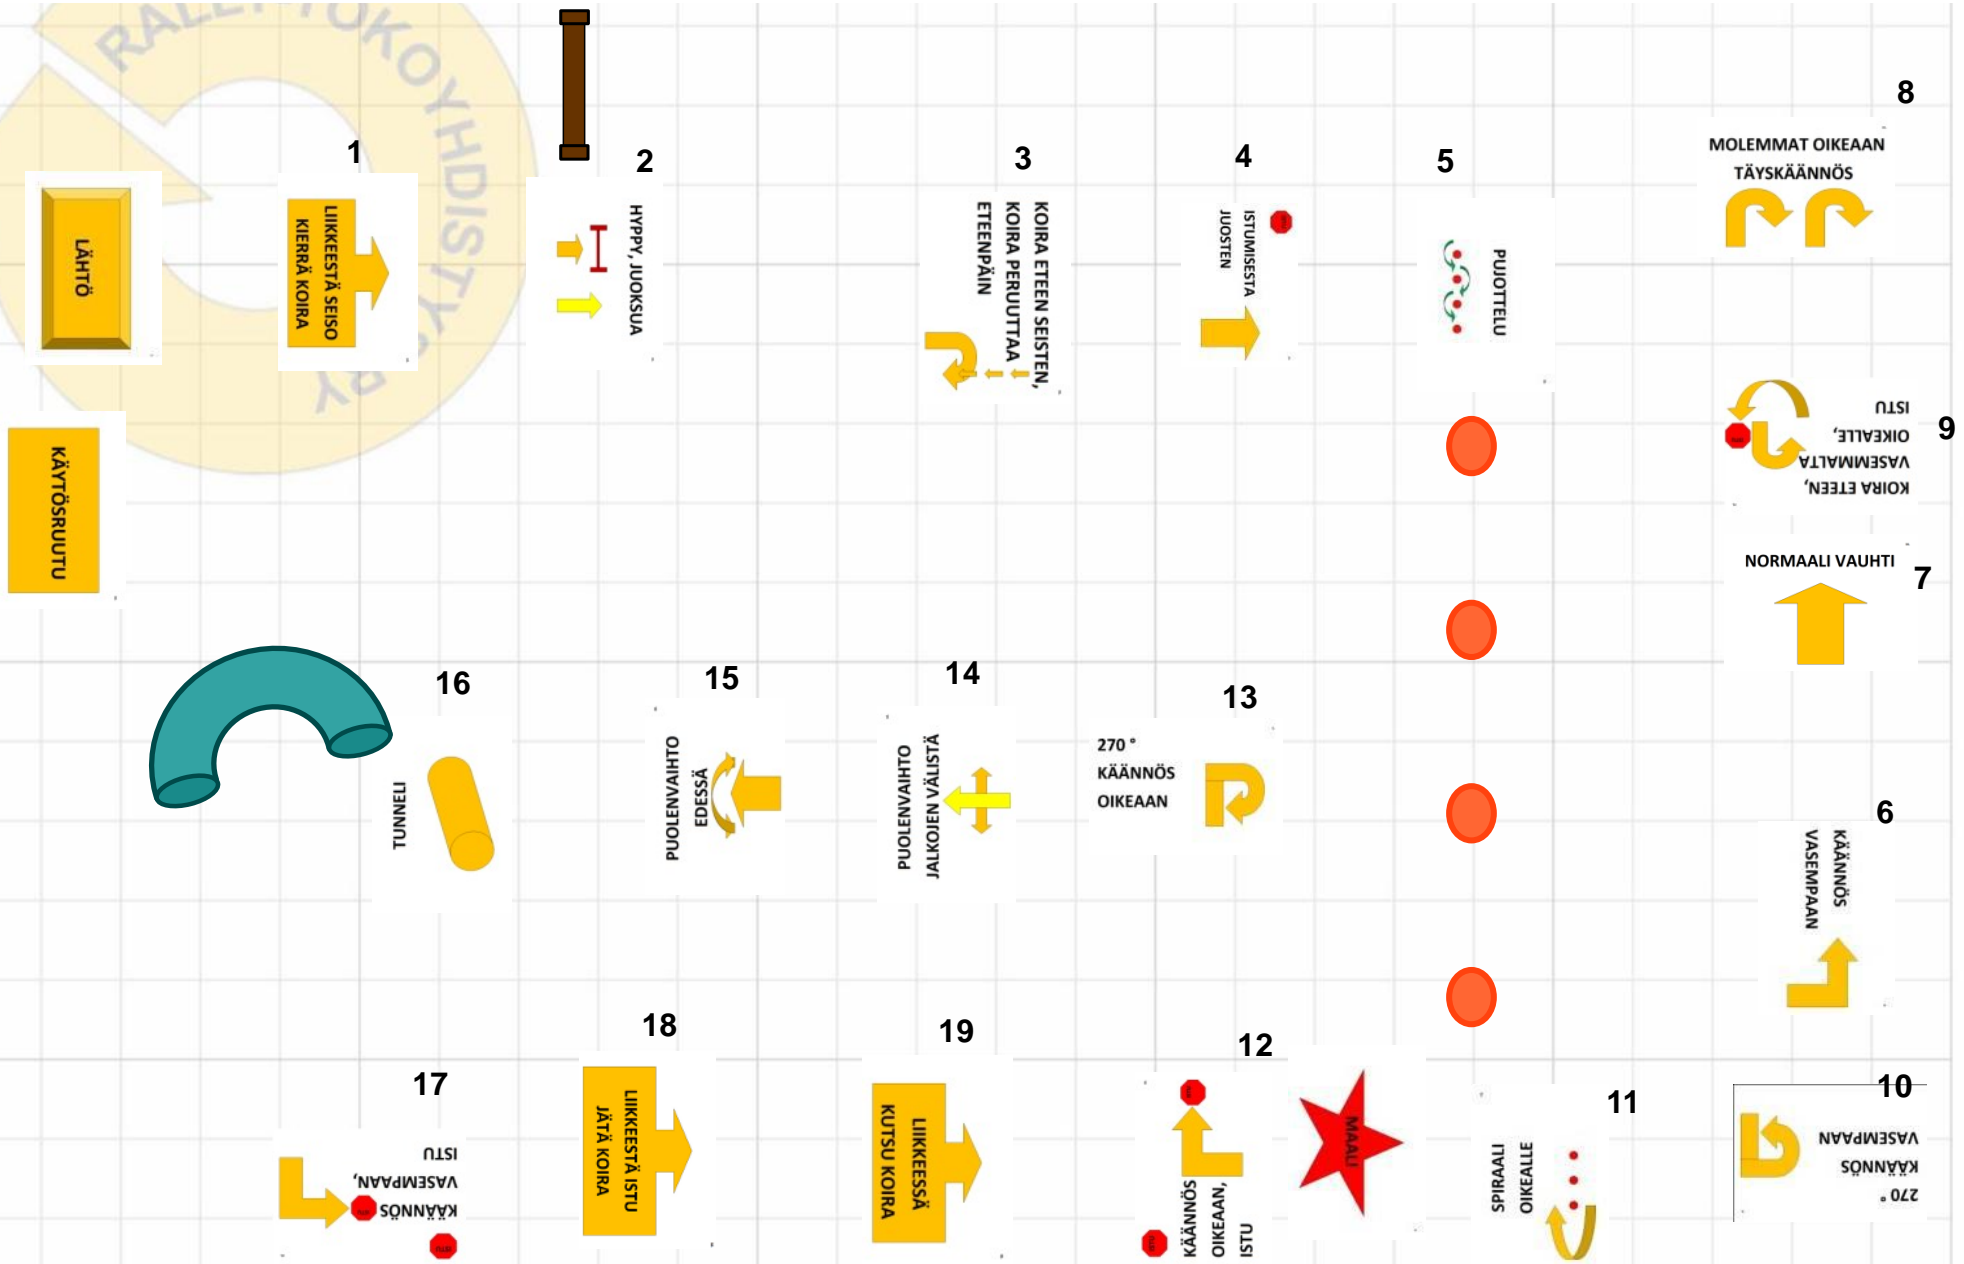 RALLYTOKOYHDISTYS RY
LÄHTÖ
1
LIIKKEESTÄ SEISO
KIERRÄ KOIRA
2
HYPPY, JUOKSUA
3
KOIRA ETEEN SEISTEN,
KOIRA PERUUTTAA
ETEENPÄIN
4
ISTUMISESTA
JUOSTEN
5
PUJOTTELU
8
MOLEMMAT OIKEAAN
TÄYSKÄÄNNÖS
9
KOIRA ETEEN,
VASEMMALTA
OIKEALLE,
ISTU
KÄYTÖSRUUTU
7
NORMAALI VAUHTI
16
TUNNELI
15
PUOLENVAIHTO
EDESSÄ
14
PUOLENVAIHTO
JALKOJEN VÄLISTÄ
13
270 °
KÄÄNNÖS
OIKEAAN
6
KÄÄNNÖS
VASEMPAAN
17
KÄÄNNÖS
VASEMPAAN,
ISTU
18
LIIKKEESTÄ ISTU
JÄTÄ KOIRA
19
LIIKKEESSÄ
KUTSU KOIRA
12
KÄÄNNÖS
OIKEAAN,
ISTU
MAALI
11
SPIRAALI
OIKEALLE
10
270 °
KÄÄNNÖS
VASEMPAAN